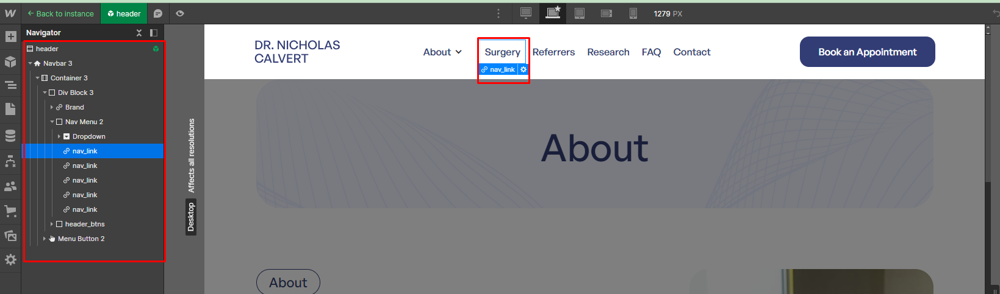 W
Back to instance
header
1279 PX
Navigator
header
Navbar 3
Container 3
Div Block 3
Brand
Nav Menu 2
Dropdown
nav_link
nav_link
nav_link
nav_link
nav_link
header_btns
Menu Button 2
Affects all resolutions
Desktop
DR. NICHOLAS
CALVERT
About
Surgery
Referrers
Research
FAQ
Contact
Book an Appointment
nav_link
About
About